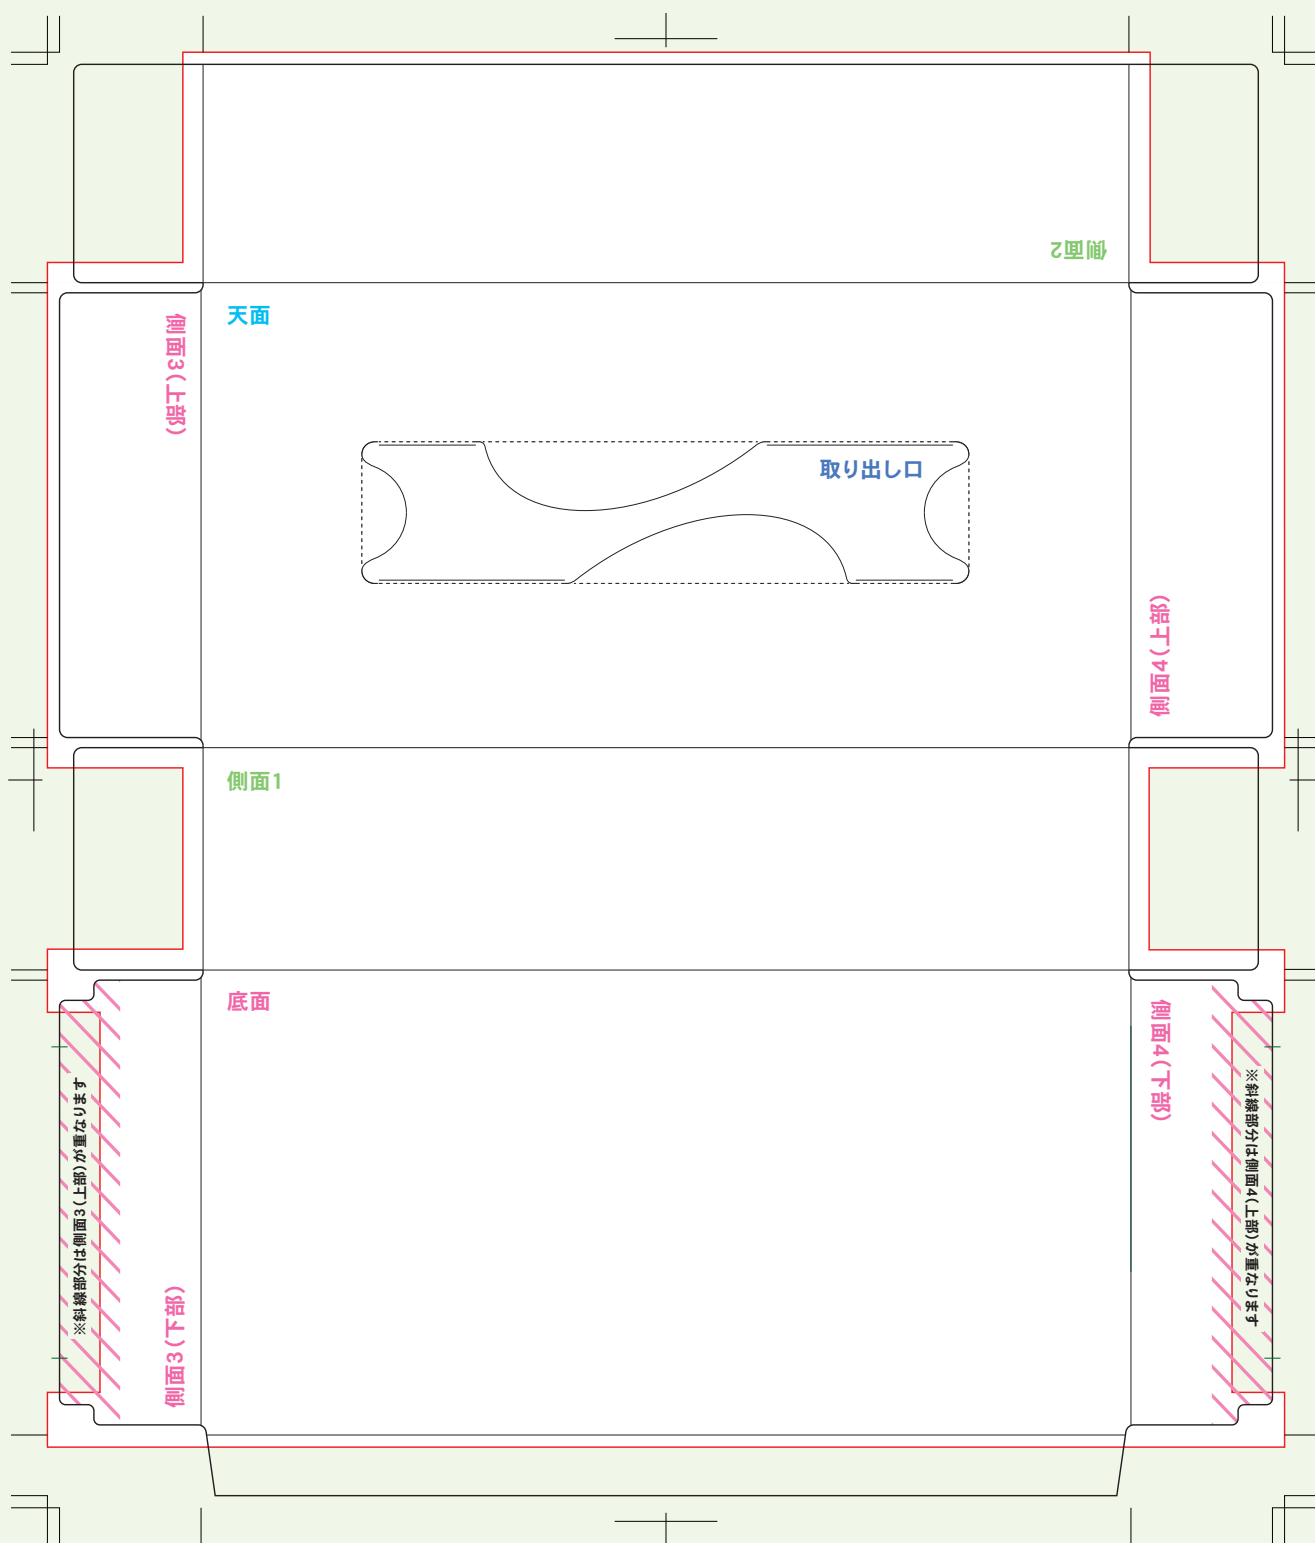 側面2
天面
側面3(上部)
取り出し口
側面4(上部)
側面1
底面
側面4(下部)
※斜線部分は側面3(上部)が重なります
※斜線部分は側面4(上部)が重なります
側面3(下部)